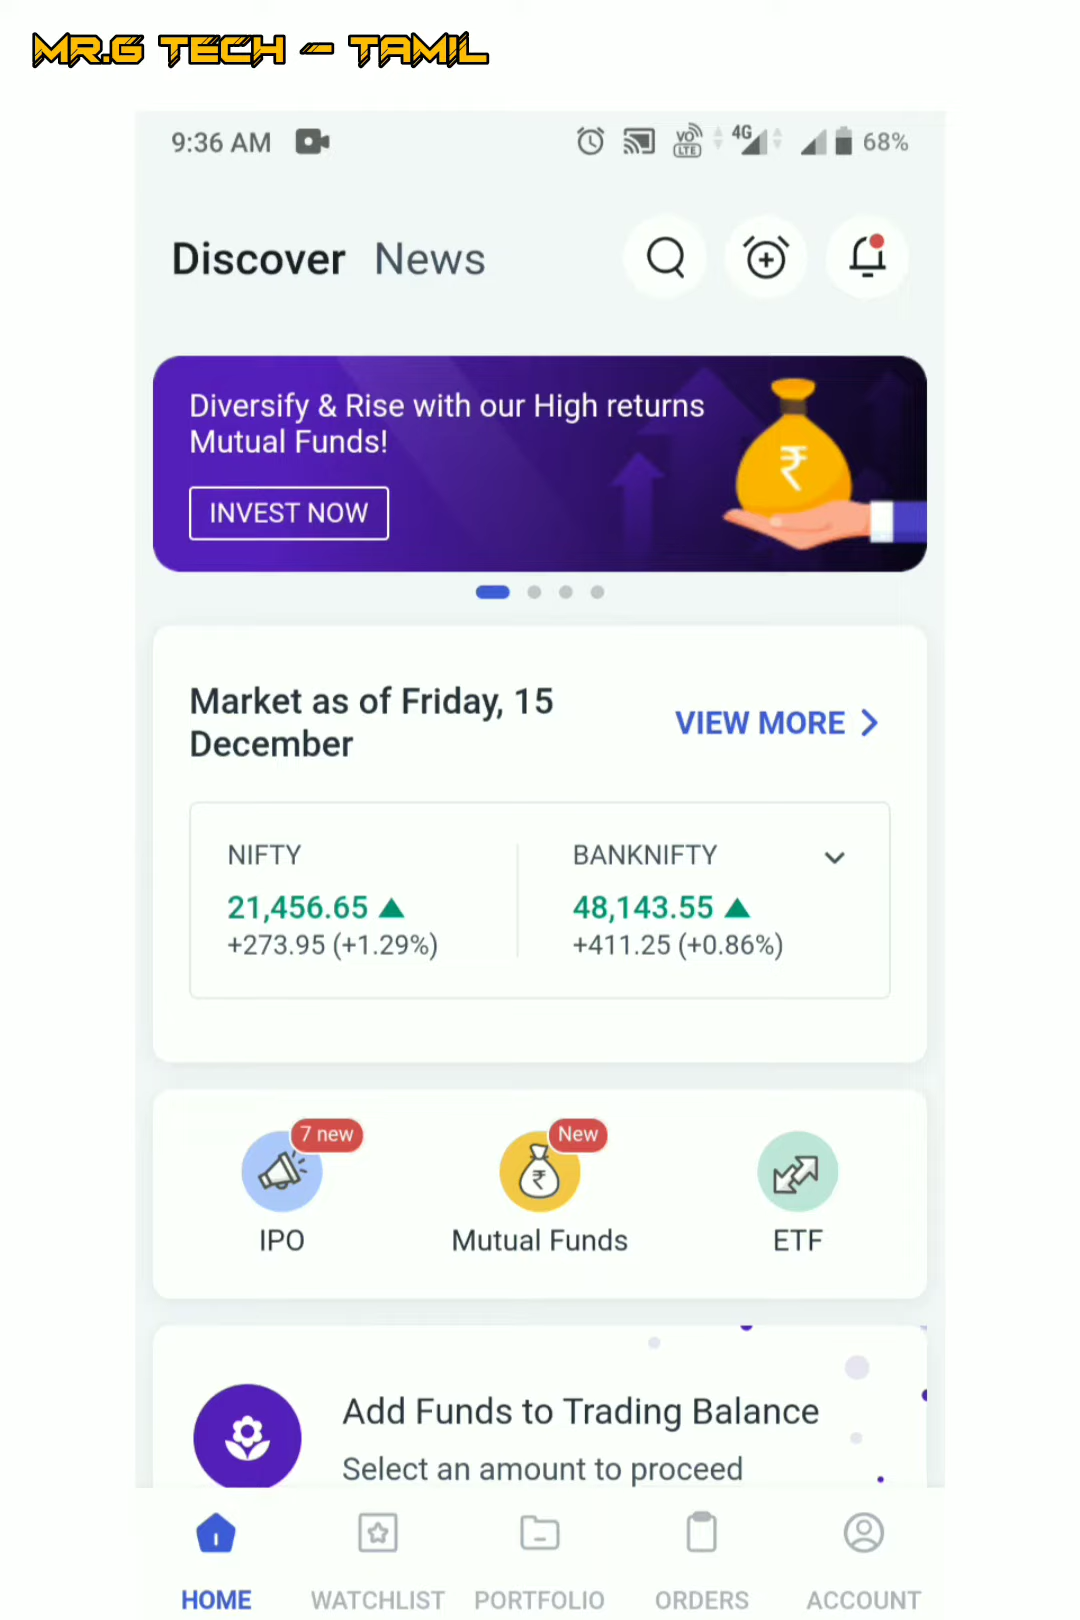 MR.G TECH - TAMIL
9:36 AM
VO LTE
4G
68%
Discover News
Diversify & Rise with our High returns
Mutual Funds!
₹
INVEST NOW
Market as of Friday, 15
December
VIEW MORE
NIFTY
BANKNIFTY
21,456.65
48,143.55
+273.95 (+1.29%)
+411.25 (+0.86%)
7 new
New
₹
IPO
Mutual Funds
ETF
Add Funds to Trading Balance
Select an amount to proceed
HOME
WATCHLIST
PORTFOLIO
ORDERS
ACCOUNT